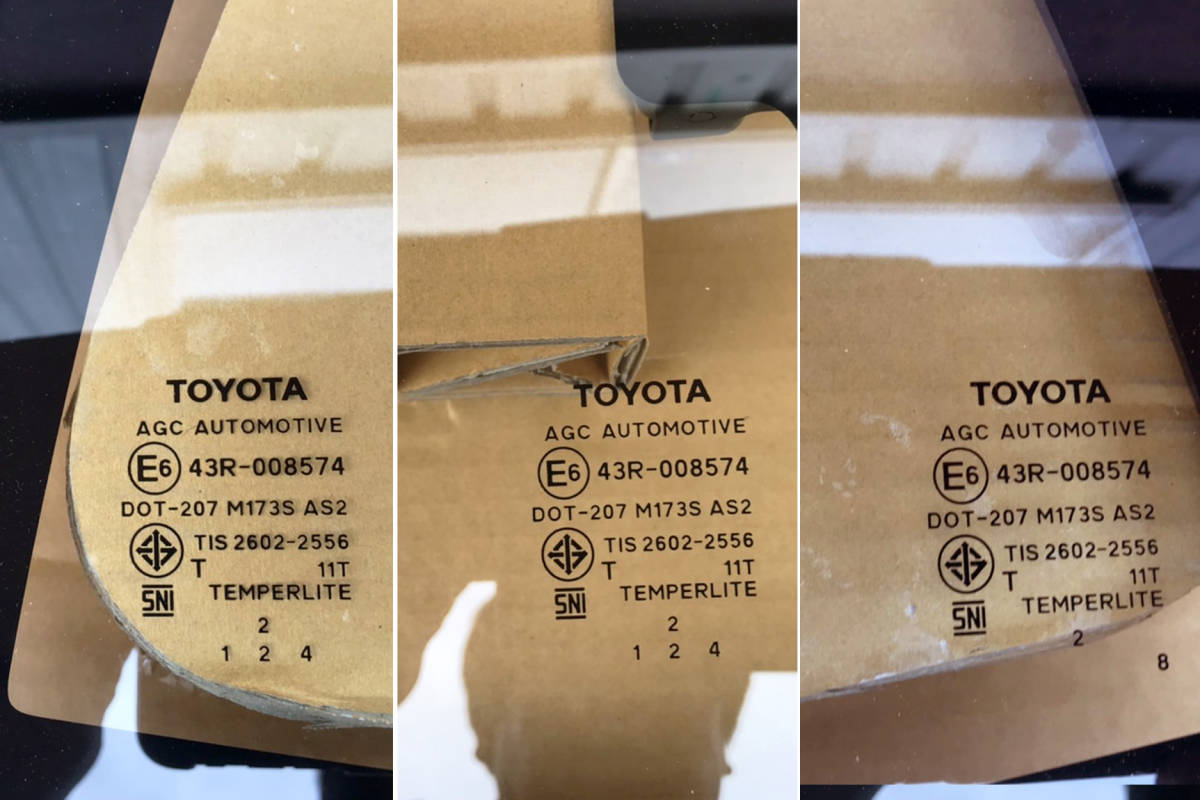 TOYOTA
AGC AUTOMOTIVE
E6 43R-008574
DOT-207 M173S AS2
TIS 2602-2556
T 11T
SNI TEMPERLITE
2
1 2 4
TOYOTA
AGC AUTOMOTIVE
E6 43R-008574
DOT-207 M173S AS2
TIS 2602-2556
T 11T
SNI TEMPERLITE
2
1 2 4
TOYOTA
AGC AUTOMOTIVE
E6 43R-008574
DOT-207 M173S AS2
TIS 2602-2556
T 11T
SNI TEMPERLITE
2
8